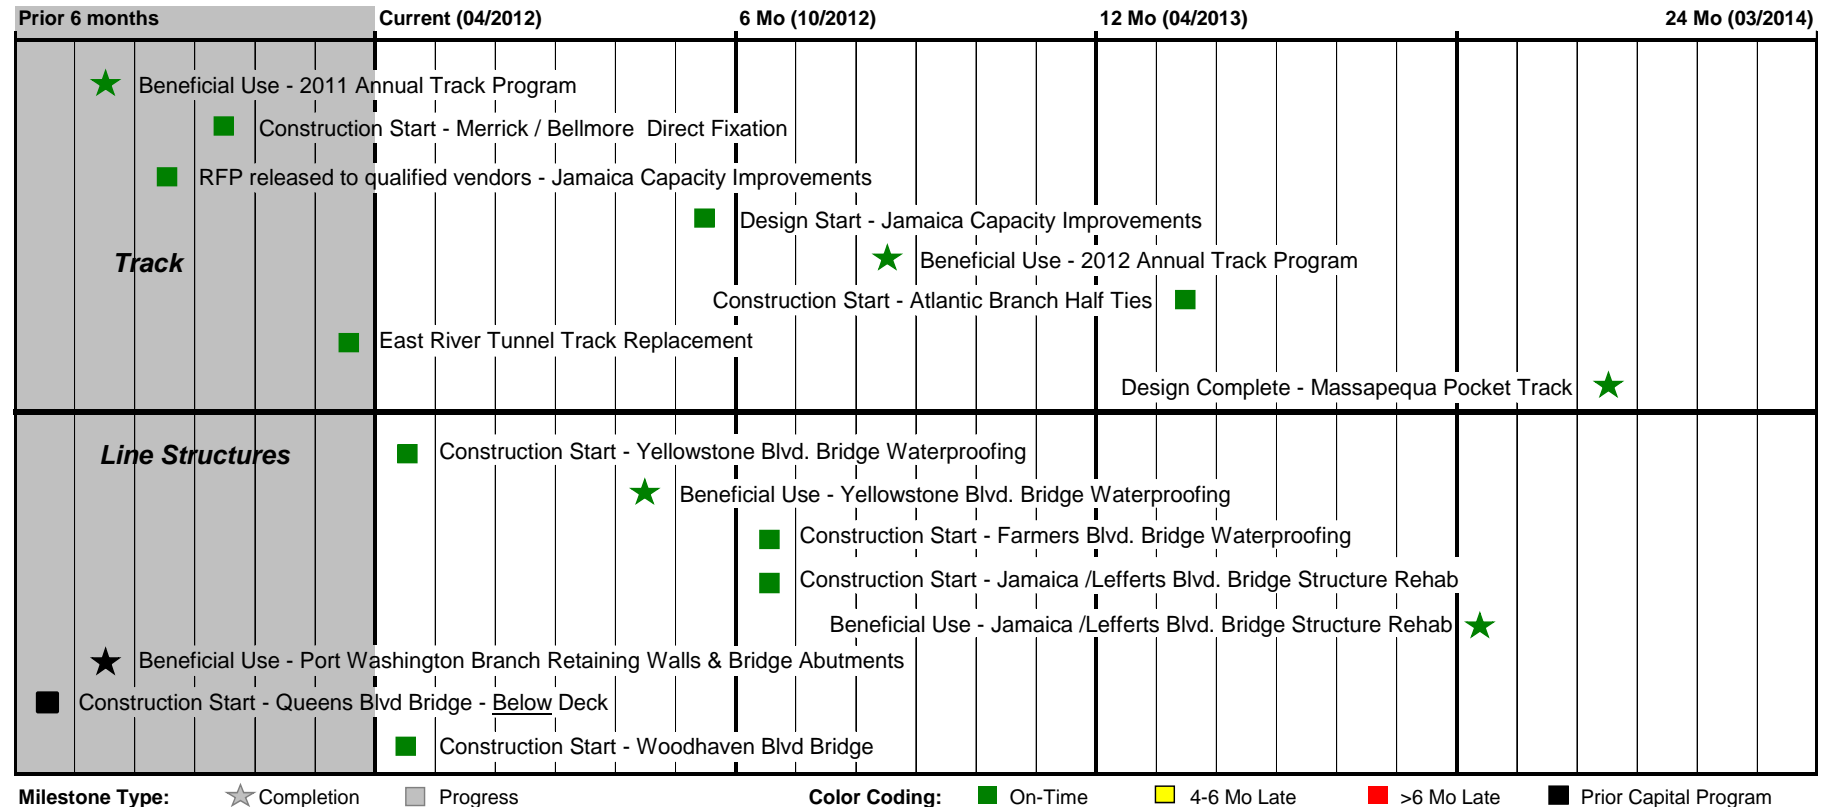 Prior 6 months Current (04/2012) 6 Mo (10/2012) 12 Mo (04/2013) 24 Mo (03/2014)
Beneficial Use - 2011 Annual Track Program
Construction Start - Merrick / Bellmore  Direct Fixation
RFP released to qualified vendors - Jamaica Capacity Improvements
Design Start - Jamaica Capacity Improvements
Track
Beneficial Use - 2012 Annual Track Program
Construction Start - Atlantic Branch Half Ties
East River Tunnel Track Replacement
Design Complete - Massapequa Pocket Track
Line Structures
Construction Start - Yellowstone Blvd. Bridge Waterproofing
Beneficial Use - Yellowstone Blvd. Bridge Waterproofing
Construction Start - Farmers Blvd. Bridge Waterproofing
Construction Start - Jamaica /Lefferts Blvd. Bridge Structure Rehab
Beneficial Use - Jamaica /Lefferts Blvd. Bridge Structure Rehab
Beneficial Use - Port Washington Branch Retaining Walls & Bridge Abutments
Construction Start - Queens Blvd Bridge - Below Deck
Construction Start - Woodhaven Blvd Bridge
Milestone Type: Completion Progress Color Coding: On-Time 4-6 Mo Late >6 Mo Late Prior Capital Program